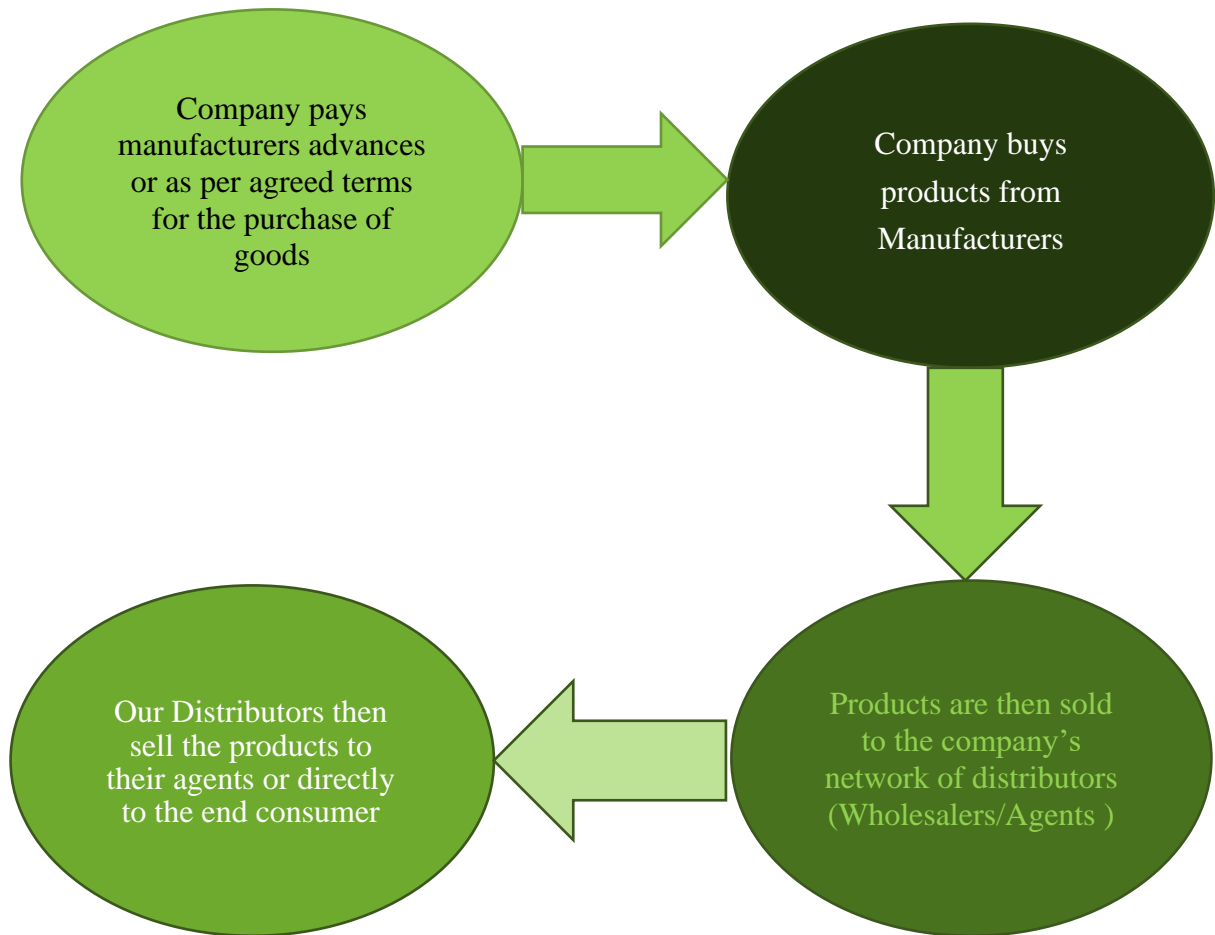 Company pays
manufacturers advances
or as per agreed terms
for the purchase of
goods
Company buys
products from
Manufacturers
Products are then sold
to the company’s
network of distributors
(Wholesalers/Agents )
Our Distributors then
sell the products to
their agents or directly
to the end consumer